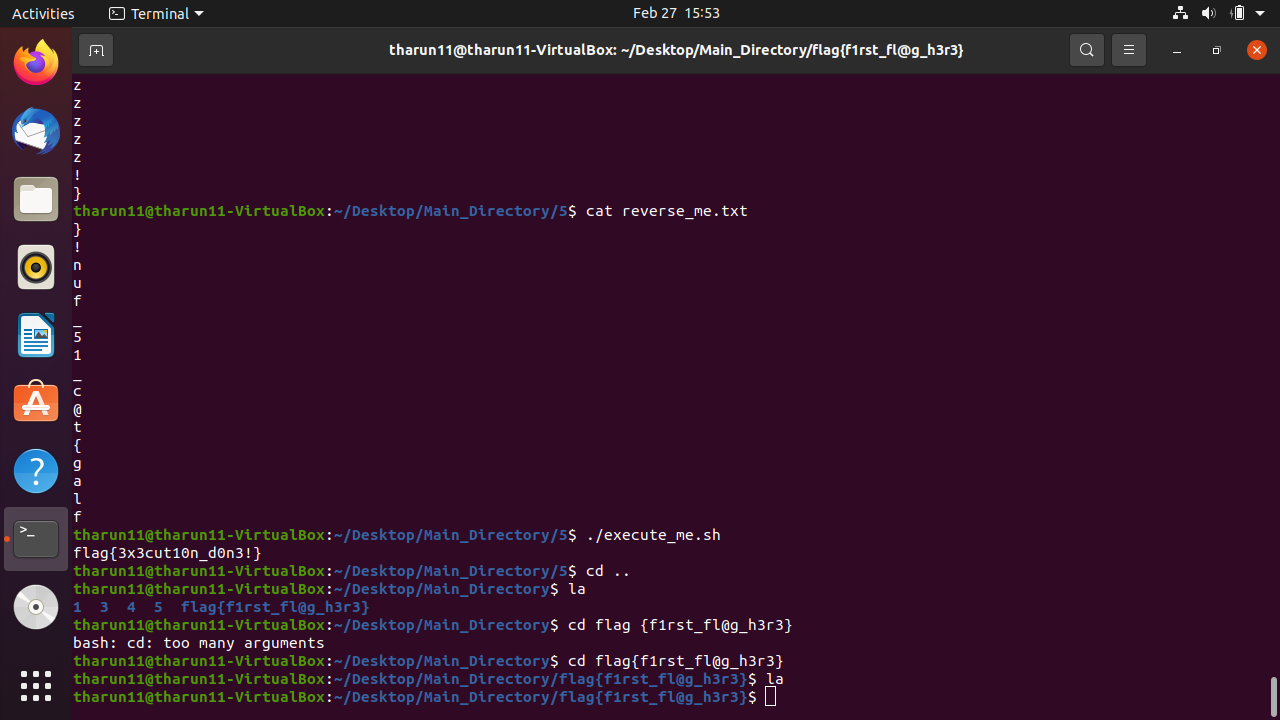 Activities Terminal Feb 27 15:53
tharun11@tharun11-VirtualBox: ~/Desktop/Main_Directory/flag{f1rst_fl@g_h3r3}
z
z
z
z
z
!
}
tharun11@tharun11-VirtualBox:~/Desktop/Main_Directory/5$ cat reverse_me.txt
}
!
n
u
f
_
5
1
_
c
@
t
{
g
a
l
f
tharun11@tharun11-VirtualBox:~/Desktop/Main_Directory/5$ ./execute_me.sh
flag{3x3cut10n_d0n3!}
tharun11@tharun11-VirtualBox:~/Desktop/Main_Directory/5$ cd ..
tharun11@tharun11-VirtualBox:~/Desktop/Main_Directory$ la
1 3 4 5 flag{f1rst_fl@g_h3r3}
tharun11@tharun11-VirtualBox:~/Desktop/Main_Directory$ cd flag {f1rst_fl@g_h3r3}
bash: cd: too many arguments
tharun11@tharun11-VirtualBox:~/Desktop/Main_Directory$ cd flag{f1rst_fl@g_h3r3}
tharun11@tharun11-VirtualBox:~/Desktop/Main_Directory/flag{f1rst_fl@g_h3r3}$ la
tharun11@tharun11-VirtualBox:~/Desktop/Main_Directory/flag{f1rst_fl@g_h3r3}$